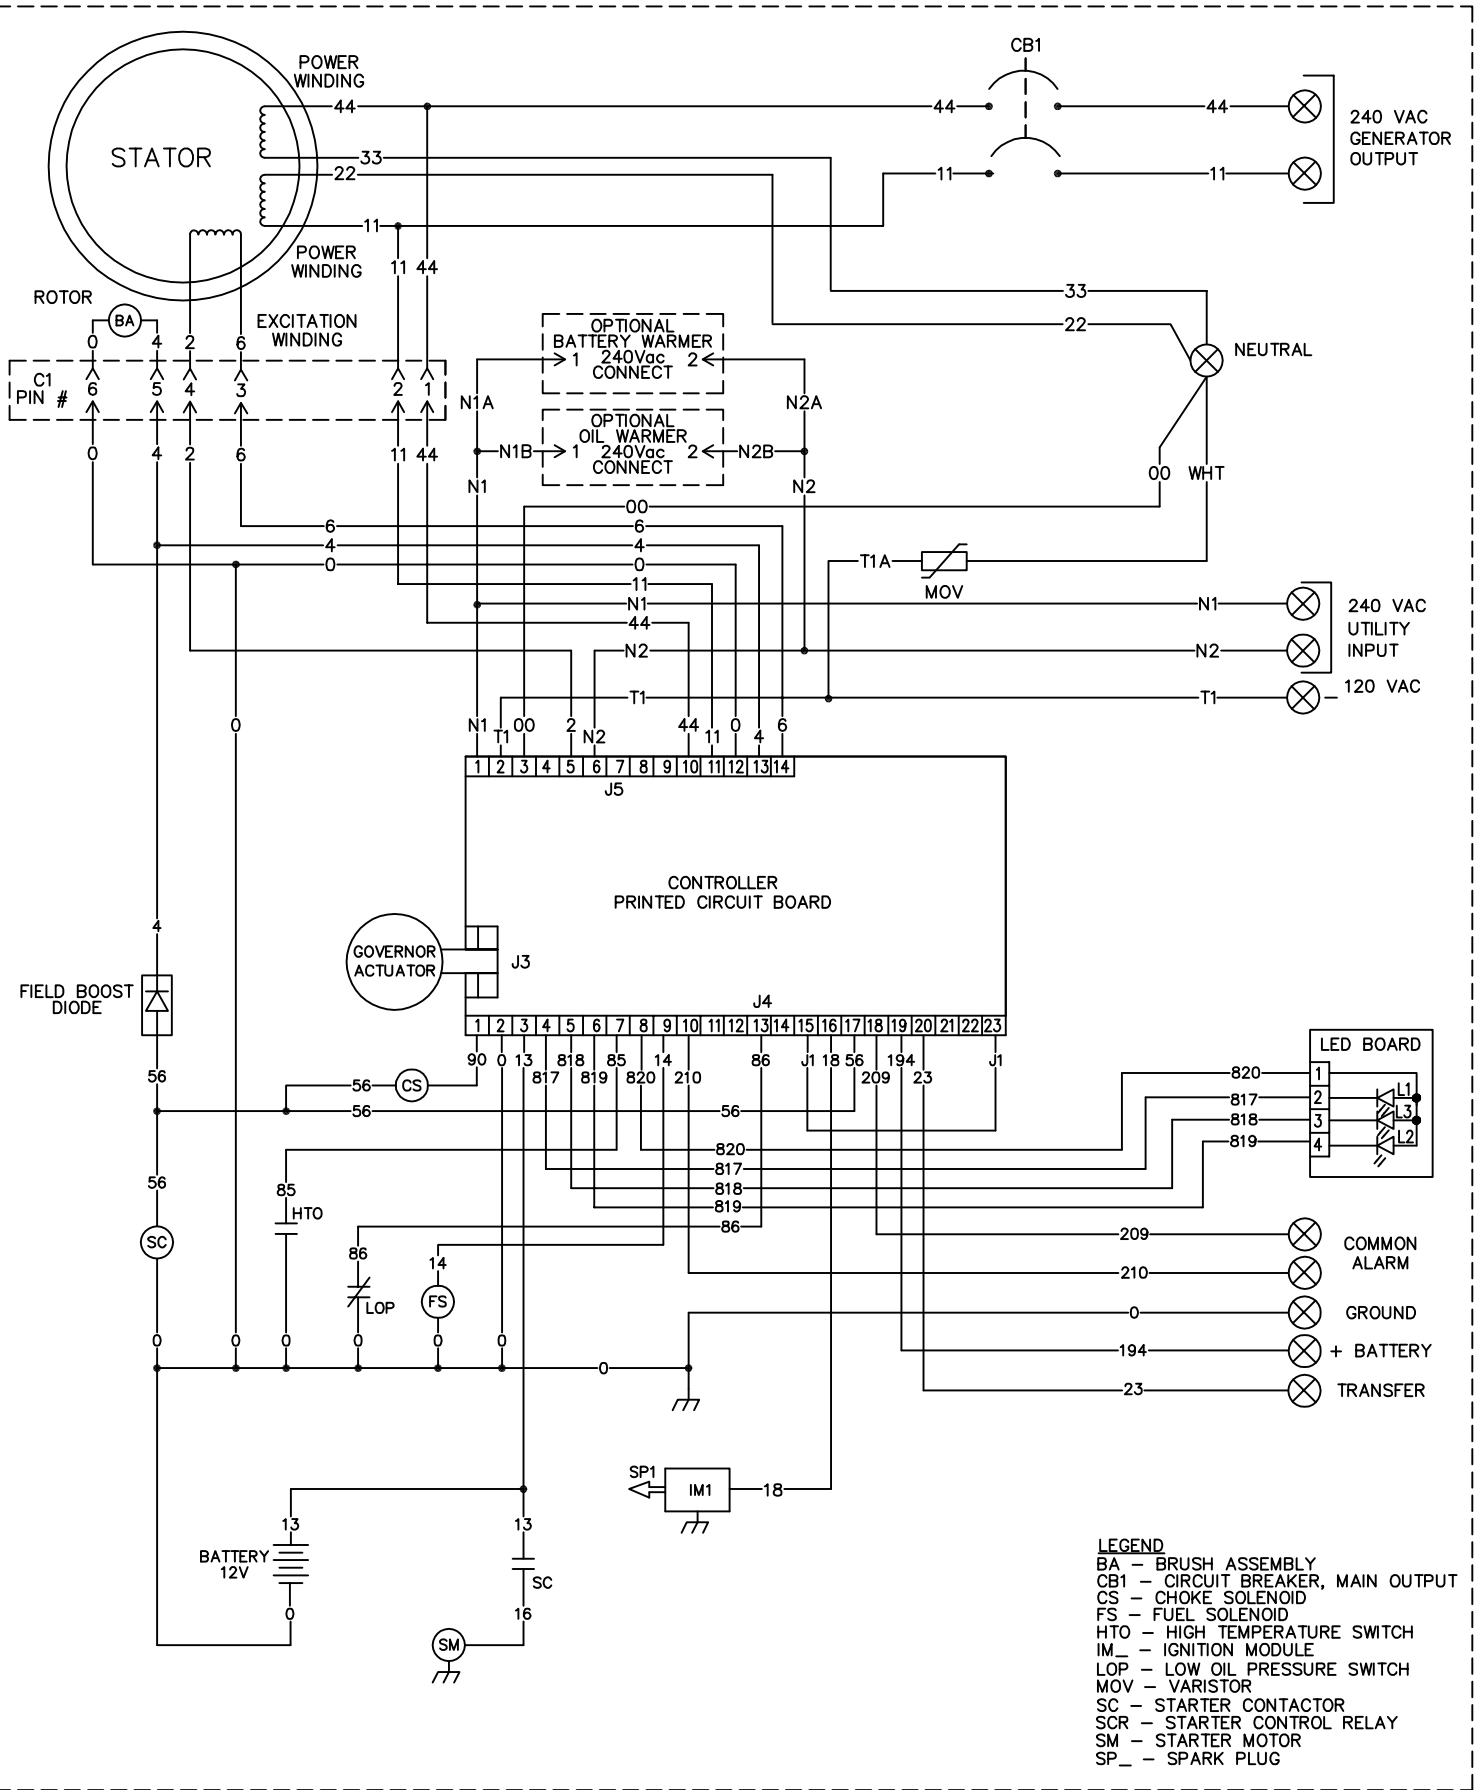 CB1
POWER
WINDING
44
44
44
240 VAC
GENERATOR
OUTPUT
STATOR
33
22
11
11
11
POWER
WINDING
11
44
33
22
NEUTRAL
ROTOR
BA
EXCITATION
WINDING
0
4
2
6
C1
PIN #
6
5
4
3
2
1
0
4
2
6
11
44
OPTIONAL
BATTERY WARMER
1 240Vac 2
CONNECT
N1A
N2A
OPTIONAL
OIL WARMER
N1B
1 240Vac 2
N2B
CONNECT
N1
N2
00
WHT
00
6
6
4
4
0
0
T1A
MOV
11
N1
N1
44
240 VAC
UTILITY
INPUT
N2
N2
T1
T1
120 VAC
0
N1
T1
00
2
N2
44
11
0
4
6
1 2 3 4 5 6 7 8 9 10 11 12 13 14
J5
CONTROLLER
PRINTED CIRCUIT BOARD
4
GOVERNOR
ACTUATOR
J3
FIELD BOOST
DIODE
J4
1 2 3 4 5 6 7 8 9 10 11 12 13 14 15 16 17 18 19 20 21 22 23
90 0 13 818 85 14 86 J1 18 56 194 J1
817 819 820 210 209 23
56
56
CS
56
56
LED BOARD
820
1
817
2
L1
818
3
L3
819
4
L2
820
817
818
819
86
56
85
HTO
SC
86
LOP
14
FS
209
210
COMMON
ALARM
0
GROUND
194
+ BATTERY
23
TRANSFER
0
0
0
0
0
0
0
SP1
IM1
18
13
BATTERY
12V
0
13
SC
16
SM
LEGEND
BA – BRUSH ASSEMBLY
CB1 – CIRCUIT BREAKER, MAIN OUTPUT
CS – CHOKE SOLENOID
FS – FUEL SOLENOID
HTO – HIGH TEMPERATURE SWITCH
IM_ – IGNITION MODULE
LOP – LOW OIL PRESSURE SWITCH
MOV – VARISTOR
SC – STARTER CONTACTOR
SCR – STARTER CONTROL RELAY
SM – STARTER MOTOR
SP_ – SPARK PLUG